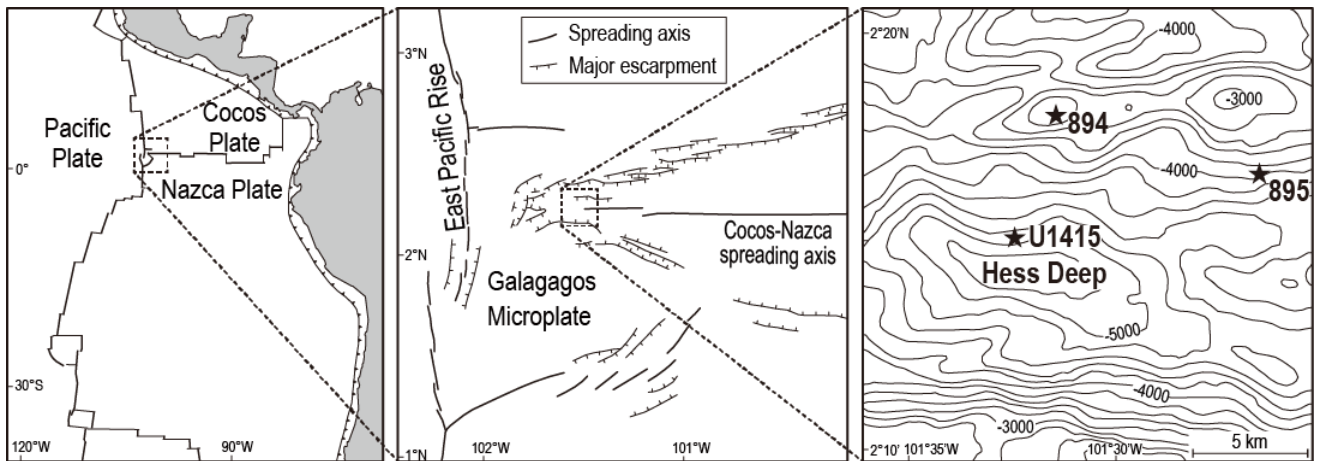 Pacific
Plate
Cocos
Plate
Nazca Plate
0°
30°S
120°W
90°W
3°N
2°N
1°N
Spreading axis
Major escarpment
East Pacific Rise
Galagagos
Microplate
Cocos-Nazca
spreading axis
102°W
101°W
2°20'N
-4000
-3000
894
-4000
895
U1415
Hess Deep
-5000
-4000
-3000
2°10'
101°35'W
101°30'W
5 km